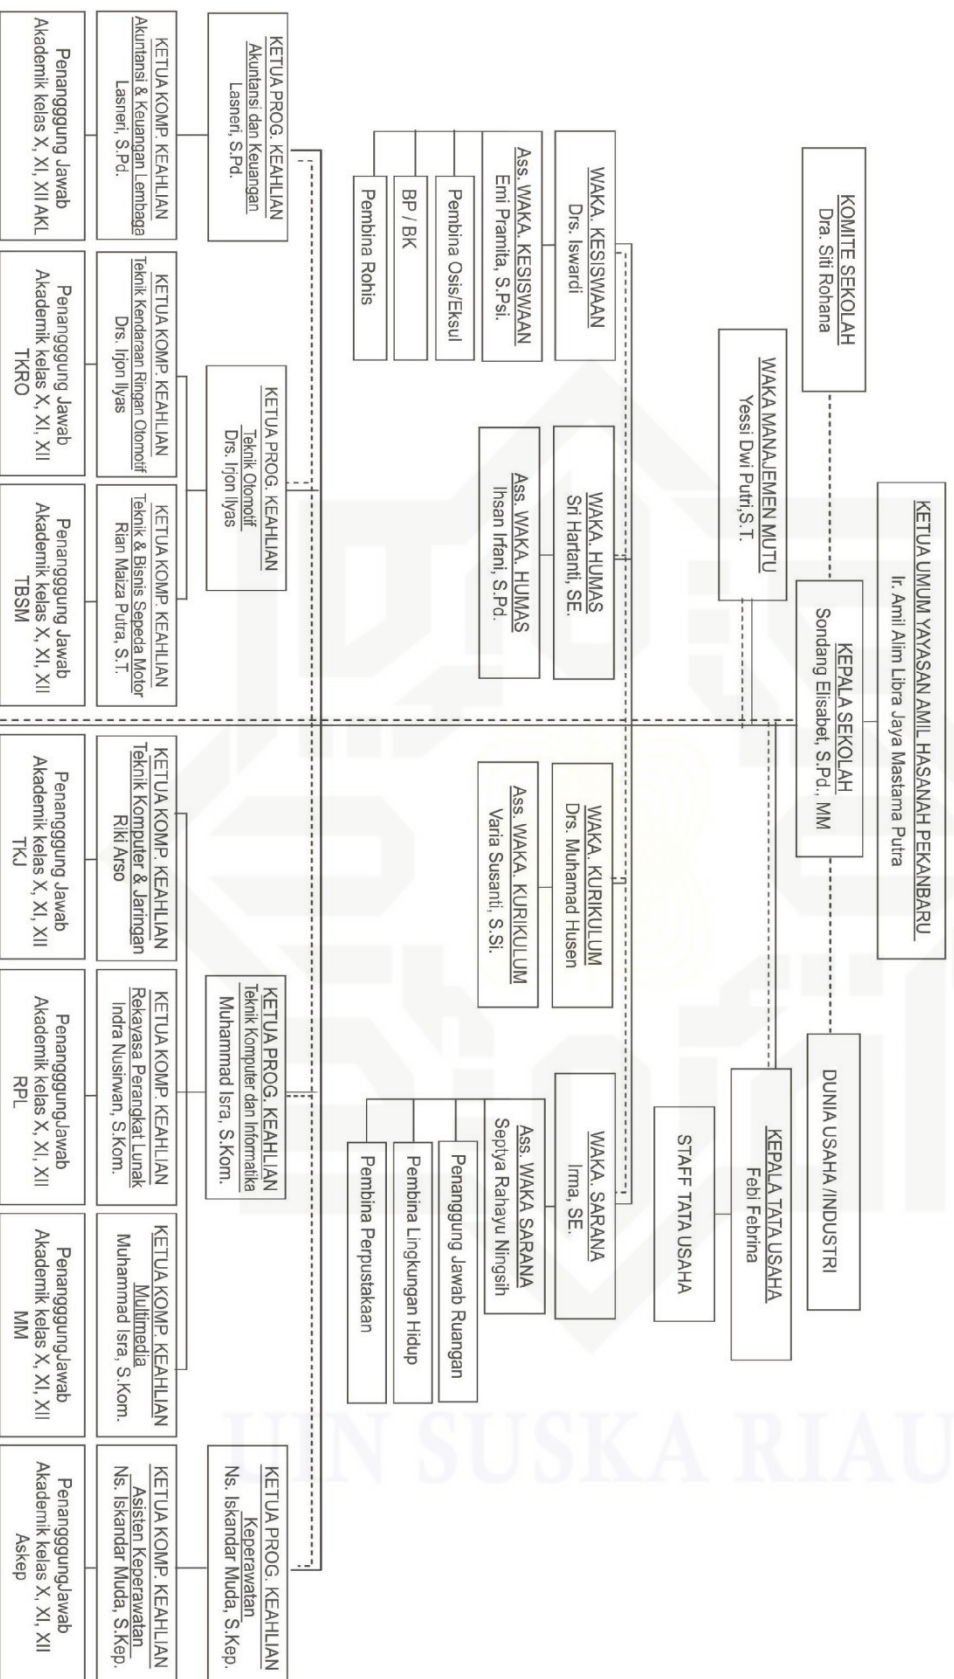 KETUA UMUM YAYASAN AMIL HASANAH PEKANBARU
Ir. Amil Alim Libra Jaya Mastama Putra
KOMITE SEKOLAH
Dra. Siti Rohana
KEPALA SEKOLAH
Sondang Elisabet, S.Pd., MM
DUNIA USAHA /INDUSTRI
WAKA MANAJEMEN MUTU
Yessi Dwi Putri,S.T.
KEPALA TATA USAHA
Febi Febrina
STAFF TATA USAHA
WAKA. KESISWAAN
Drs. Iswardi
Ass. WAKA. KESISWAAN
Emi Pramita, S.Psi.
Pembina Osis/Eksul
BP / BK
Pembina Rohis
WAKA. HUMAS
Sri Hartanti, SE.
Ass. WAKA. HUMAS
Ihsan Irfani, S.Pd.
WAKA. KURIKULUM
Drs. Muhamad Husen
Ass. WAKA. KURIKULUM
Varia Susanti, S.Si.
WAKA. SARANA
Irma, SE.
Ass. WAKA SARANA
Septya Rahayu Ningsih
Penanggung Jawab Ruangan
Pembina Lingkungan Hidup
Pembina Perpustakaan
KETUA PROG. KEAHLIAN
Akuntansi dan Keuangan
Lasneri, S.Pd.
KETUA PROG. KEAHLIAN
Teknik Otomotif
Drs. Irjon Ilyas
KETUA PROG. KEAHLIAN
Teknik Komputer dan Informatika
Muhammad Isra, S.Kom.
KETUA PROG. KEAHLIAN
Keperawatan
Ns. Iskandar Muda, S.Kep.
KETUA KOMP. KEAHLIAN
Akuntansi & Keuangan Lembaga
Lasneri, S.Pd.
KETUA KOMP. KEAHLIAN
Teknik Kendaraan Ringan Otomotif
Drs. Irjon Ilyas
KETUA KOMP. KEAHLIAN
Teknik & Bisnis Sepeda Motor
Rian Maiza Putra, S.T.
KETUA KOMP. KEAHLIAN
Teknik Komputer & Jaringan
Riki Arso
KETUA KOMP. KEAHLIAN
Rekayasa Perangkat Lunak
Indra Nusirwan, S.Kom.
KETUA KOMP. KEAHLIAN
Multimedia
Muhammad Isra, S.Kom.
KETUA KOMP. KEAHLIAN
Asisten Keperawatan
Ns. Iskandar Muda, S.Kep.
Penangggung Jawab
Akademik kelas X, XI, XII AKL
Penangggung Jawab
Akademik kelas X, XI, XII
TKRO
Penangggung Jawab
Akademik kelas X, XI, XII
TBSM
Penangggung Jawab
Akademik kelas X, XI, XII
TKJ
PenangggungJawab
Akademik kelas X, XI, XII
RPL
PenangggungJawab
Akademik kelas X, XI, XII
MM
PenangggungJawab
Akademik kelas X, XI, XII
Askep
UIN SUSKA RIAU